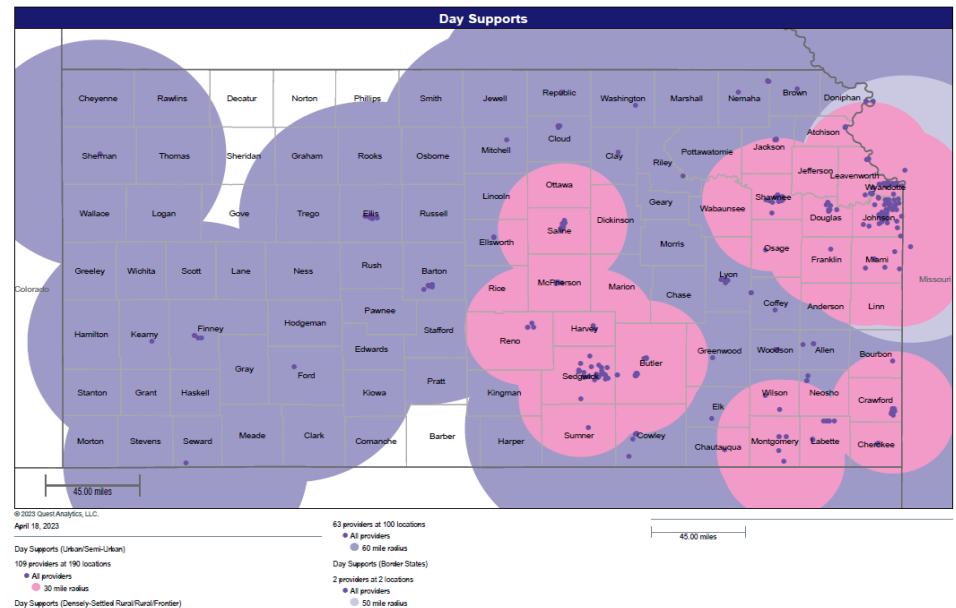 Day Supports
Cheyenne Rawlins Decatur Norton Phillips Smith Jewell Republic Washington Marshall Nemaha Brown Doniphan
Atchison
Sherman Thomas Sheridan Graham Rooks Osborne Mitchell Cloud Clay Riley Pottawatomie Jackson
Jefferson Leavenworth
Ottawa Wyandotte
Wallace Logan Gove Trego Ellis Russell Lincoln Geary Wabaunsee Shawnee
Saline Dickinson Douglas Johnson
Ellsworth Morris Osage
Greeley Wichita Scott Lane Ness Rush Barton Franklin Miami
Colorado Rice McPherson Marion Lyon Missouri
Chase
Hamilton Kearny Finney Hodgeman Pawnee Coffey Anderson Linn
Stafford Reno Harvey
Gray Edwards Greenwood Woodson Allen Bourbon
Ford Butler
Stanton Grant Haskell Kiowa Pratt Kingman Sedgwick Wilson Neosho Crawford
Elk
Morton Stevens Seward Meade Clark Comanche Barber Harper Sumner Cowley Chautauqua Montgomery Labette Cherokee
45.00 miles
© 2023 Quest Analytics, LLC.
April 18, 2023
Day Supports (Urban/Semi-Urban)
109 providers at 190 locations
All providers
30 mile radius
Day Supports (Densely-Settled Rural/Rural/Frontier)
63 providers at 100 locations
All providers
60 mile radius
Day Supports (Border States)
2 providers at 2 locations
All providers
50 mile radius
45.00 miles